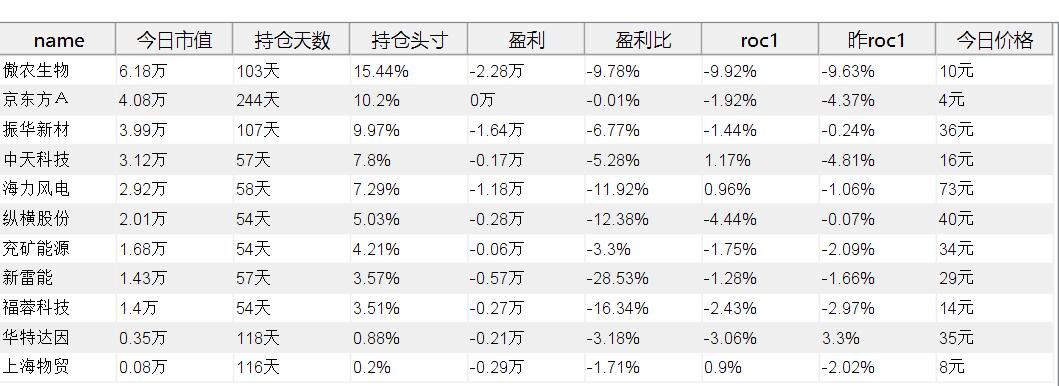 name 今日市值 持仓天数 持仓头寸 盈利 盈利比 roc1 昨roc1 今日价格
傲农生物 6.18万 103天 15.44% -2.28万 -9.78% -9.92% -9.63% 10元
京东方Ａ 4.08万 244天 10.2% 0万 -0.01% -1.92% -4.37% 4元
振华新材 3.99万 107天 9.97% -1.64万 -6.77% -1.44% -0.24% 36元
中天科技 3.12万 57天 7.8% -0.17万 -5.28% 1.17% -4.81% 16元
海力风电 2.92万 58天 7.29% -1.18万 -11.92% 0.96% -1.06% 73元
纵横股份 2.01万 54天 5.03% -0.28万 -12.38% -4.44% -0.07% 40元
兖矿能源 1.68万 54天 4.21% -0.06万 -3.3% -1.75% -2.09% 34元
新雷能 1.43万 57天 3.57% -0.57万 -28.53% -1.28% -1.66% 29元
福蓉科技 1.4万 54天 3.51% -0.27万 -16.34% -2.43% -2.97% 14元
华特达因 0.35万 118天 0.88% -0.21万 -3.18% -3.06% 3.3% 35元
上海物贸 0.08万 116天 0.2% -0.29万 -1.71% 0.9% -2.02% 8元